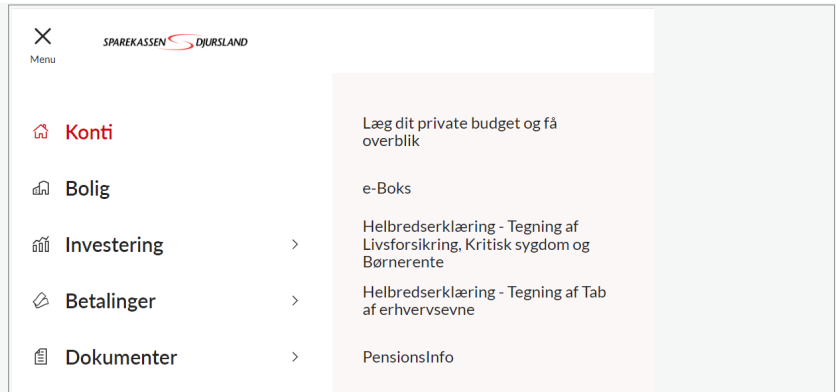 Menu
SPAREKASSEN DJURSLAND
Konti
Bolig
Investering
Betalinger
Dokumenter
Læg dit private budget og få
overblik
e-Boks
Helbredserklæring - Tegning af
Livsforsikring, Kritisk sygdom og
Børnerente
Helbredserklæring - Tegning af Tab
af erhvervsevne
PensionsInfo